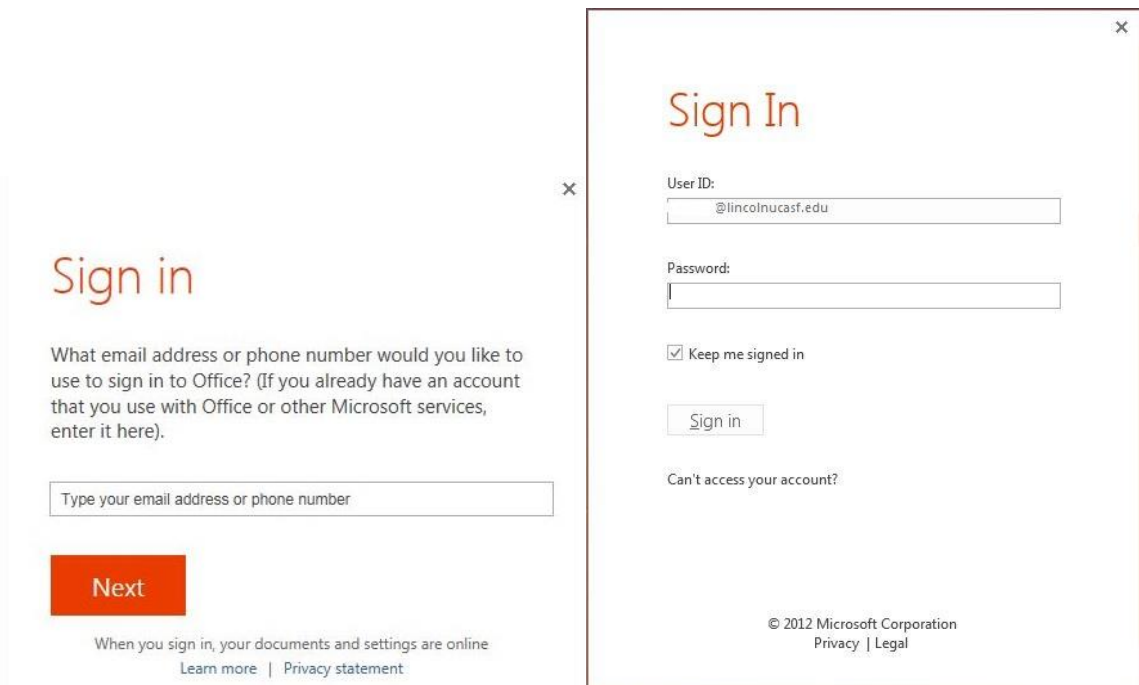 Sign in
What email address or phone number would you like to
use to sign in to Office? (If you already have an account
that you use with Office or other Microsoft services,
enter it here).
Type your email address or phone number
Next
When you sign in, your documents and settings are online
Learn more | Privacy statement
Sign In
User ID:
@lincolnucasf.edu
Password:
Keep me signed in
Sign in
Can't access your account?
© 2012 Microsoft Corporation
Privacy | Legal